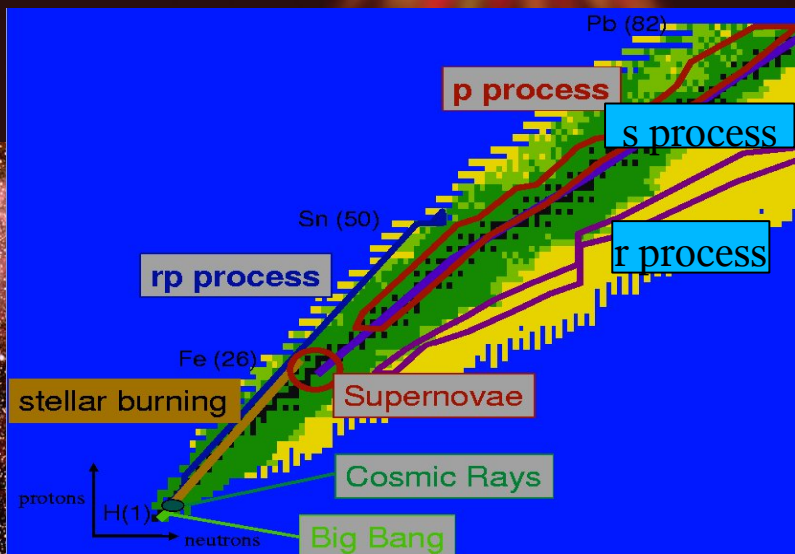 Pb (82)
p process
s process
Sn (50)
r process
rp process
Fe (26)
stellar burning
Supernovae
Cosmic Rays
protons
H(1)
neutrons
Big Bang